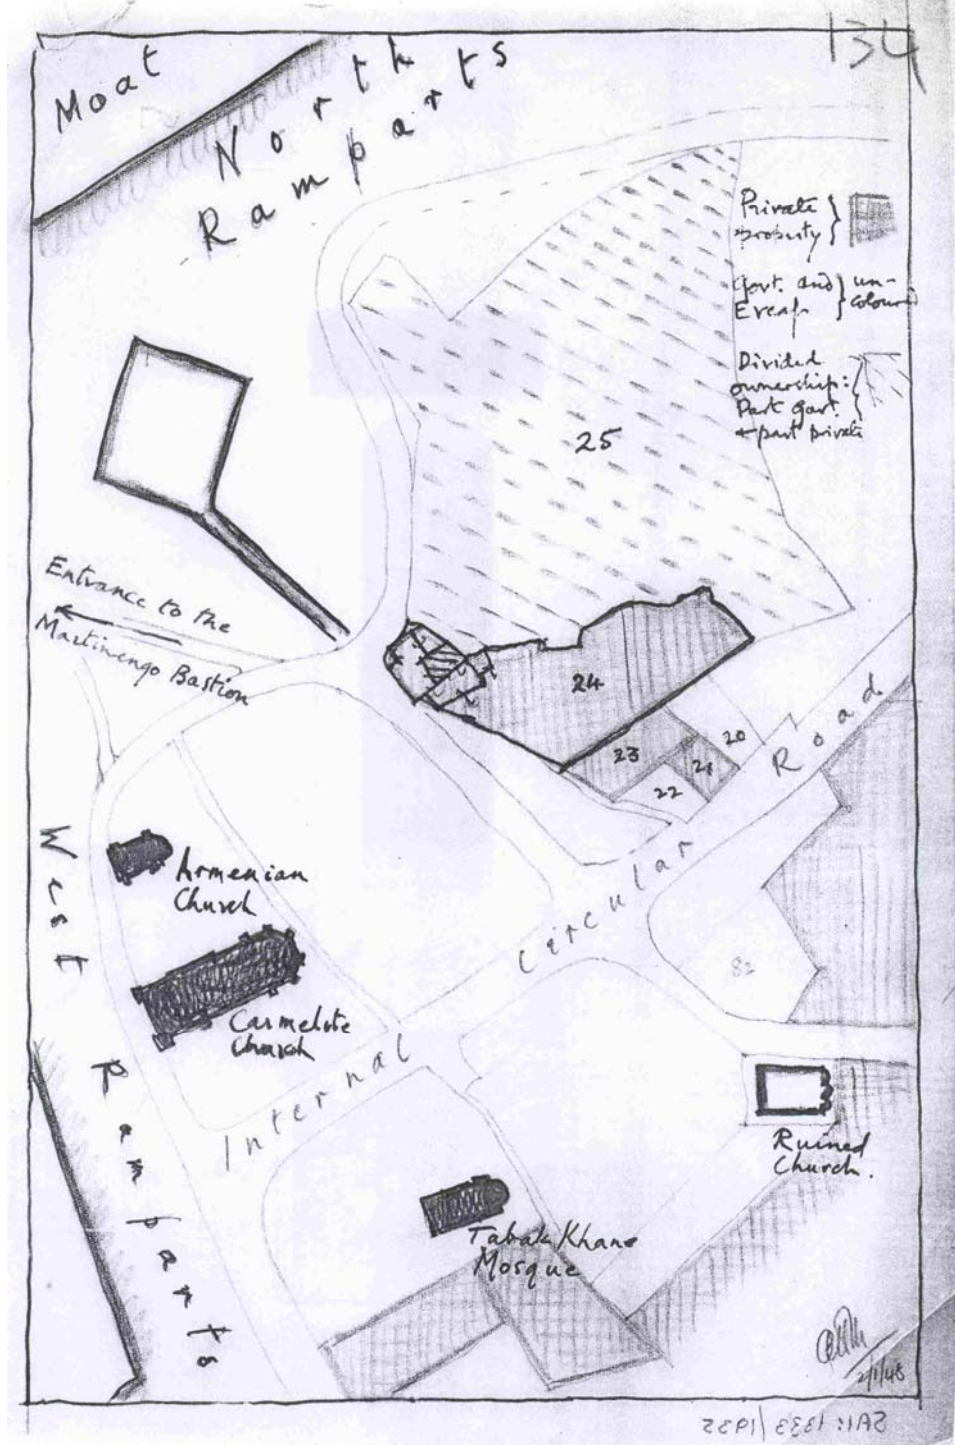 134
Moat
North
Ramparts
Private
property
Govt. and
Evcaf.
un-
coloured
Divided
ownership:
Part Govt.
+ part private
25
Entrance to the
Martinengo Bastion
24
23
20
21
22
Internal Circular Road
West Ramparts
Armenian
Church
Carmelite
Church
82
Ruined
Church.
Tabak Khane
Mosque
2/1/48
SA1: 1333/1932